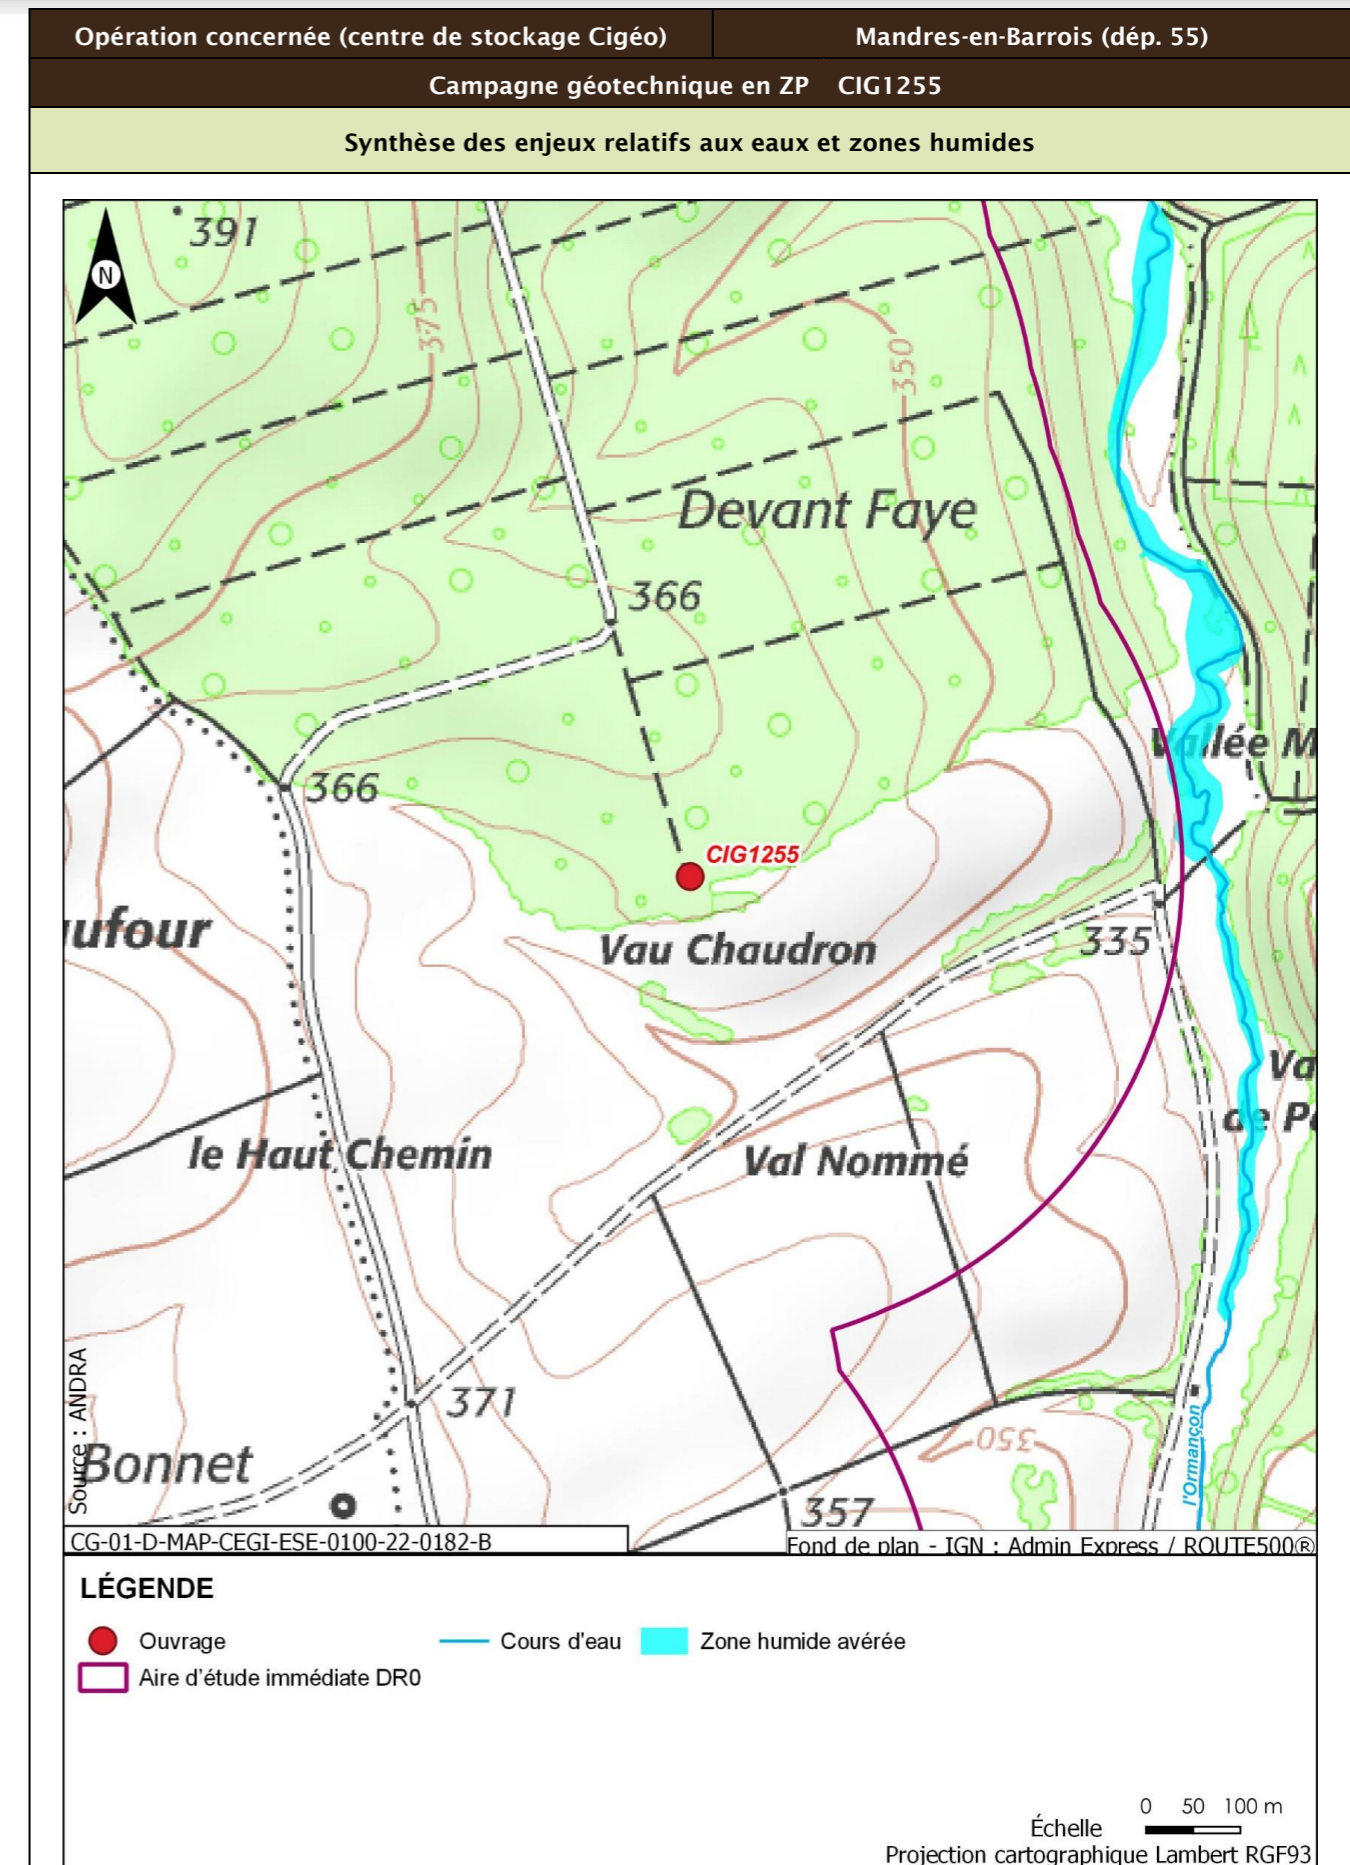 Opération concernée (centre de stockage Cigéo) Mandres-en-Barrois (dép. 55)
Campagne géotechnique en ZP CIG1255
Synthèse des enjeux relatifs aux eaux et zones humides
391
N
375
350
Devant Faye
366
Vallée M
366
CIG1255
ufour
Vau Chaudron
335
Va
de P
le Haut Chemin
Val Nommé
371
350
l'Ormançon
Bonnet
357
Source : ANDRA
CG-01-D-MAP-CEGI-ESE-0100-22-0182-B
Fond de plan - IGN : Admin Express / ROUTE500®
LÉGENDE
Ouvrage Cours d'eau Zone humide avérée
Aire d'étude immédiate DR0
0 50 100 m
Échelle
Projection cartographique Lambert RGF93